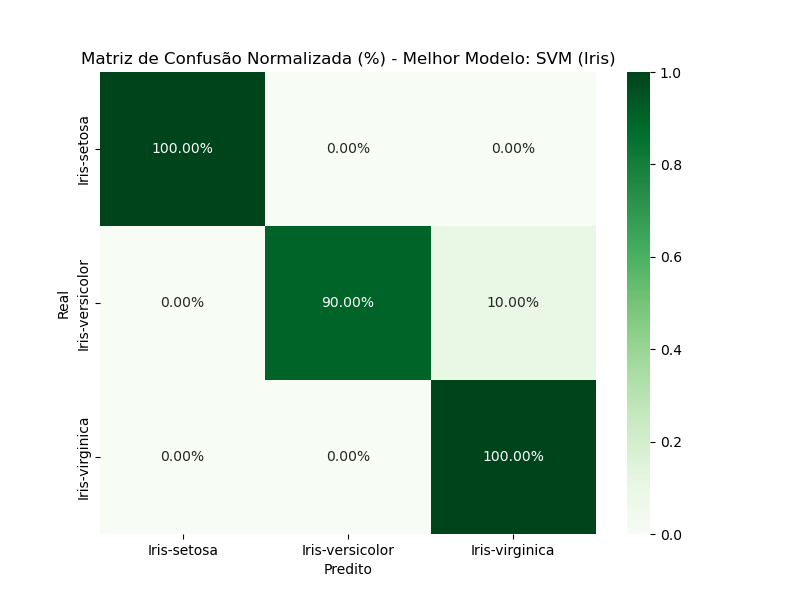 Matriz de Confusão Normalizada (%) - Melhor Modelo: SVM (Iris)
Real
Iris-setosa
Iris-versicolor
Iris-virginica
100.00%
0.00%
0.00%
0.00%
90.00%
10.00%
0.00%
0.00%
100.00%
Iris-setosa
Iris-versicolor
Iris-virginica
Predito
1.0
0.8
0.6
0.4
0.2
0.0